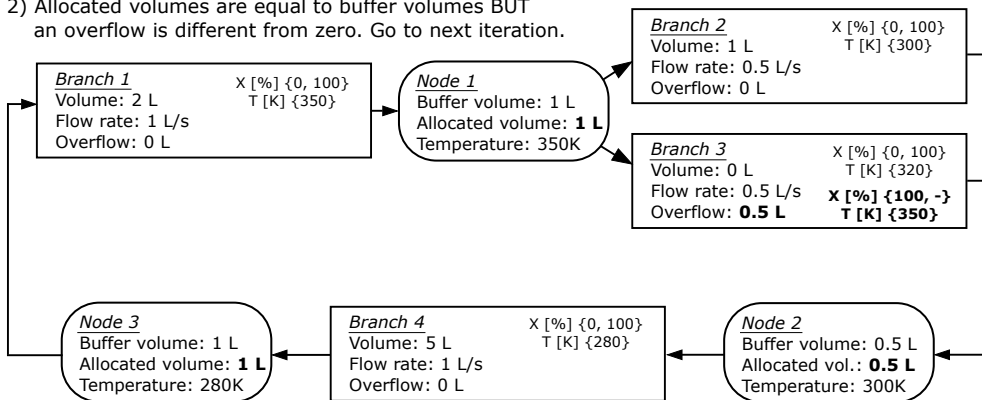 2) Allocated volumes are equal to buffer volumes BUT
an overflow is different from zero. Go to next iteration.
Branch 1
Volume: 2 L
Flow rate: 1 L/s
Overflow: 0 L
X [%] {0, 100}
T [K] {350}
Node 1
Buffer volume: 1 L
Allocated volume: 1 L
Temperature: 350K
Branch 2
Volume: 1 L
Flow rate: 0.5 L/s
Overflow: 0 L
X [%] {0, 100}
T [K] {300}
Branch 3
Volume: 0 L
Flow rate: 0.5 L/s
Overflow: 0.5 L
X [%] {0, 100}
T [K] {320}
X [%] {100, -}
T [K] {350}
Node 3
Buffer volume: 1 L
Allocated volume: 1 L
Temperature: 280K
Branch 4
Volume: 5 L
Flow rate: 1 L/s
Overflow: 0 L
X [%] {0, 100}
T [K] {280}
Node 2
Buffer volume: 0.5 L
Allocated vol.: 0.5 L
Temperature: 300K